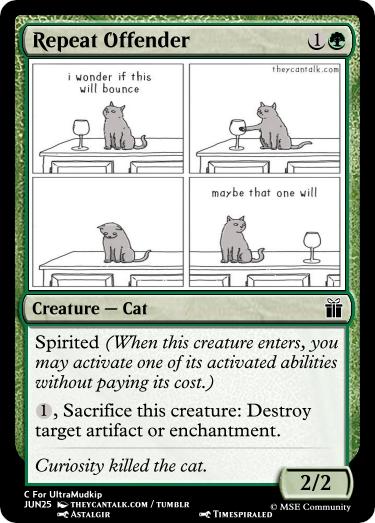 Repeat Offender 1
i wonder if this
will bounce
theycantalk.com
maybe that one will
Creature — Cat
Spirited (When this creature enters, you
may activate one of its activated abilities
without paying its cost.)
1, Sacrifice this creature: Destroy
target artifact or enchantment.
Curiosity killed the cat.
2/2
C For UltraMudkip
JUN25 THEYCANTALK.COM / TUMBLR © MSE Community
Astalgir Timespiraled